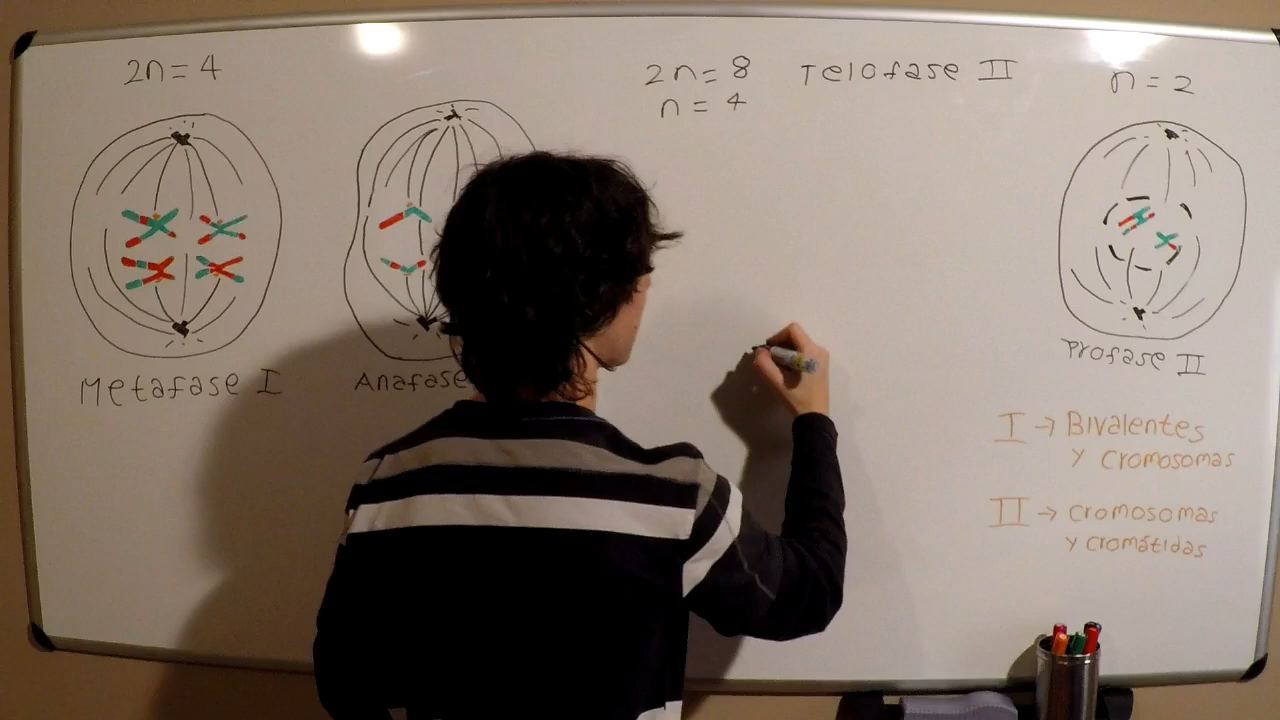 2n = 4
Metafase I
Anafase
2n = 8
n = 4
Telofase II
n = 2
Profase II
I → Bivalentes
y cromosomas
II → cromosomas
y cromátidas